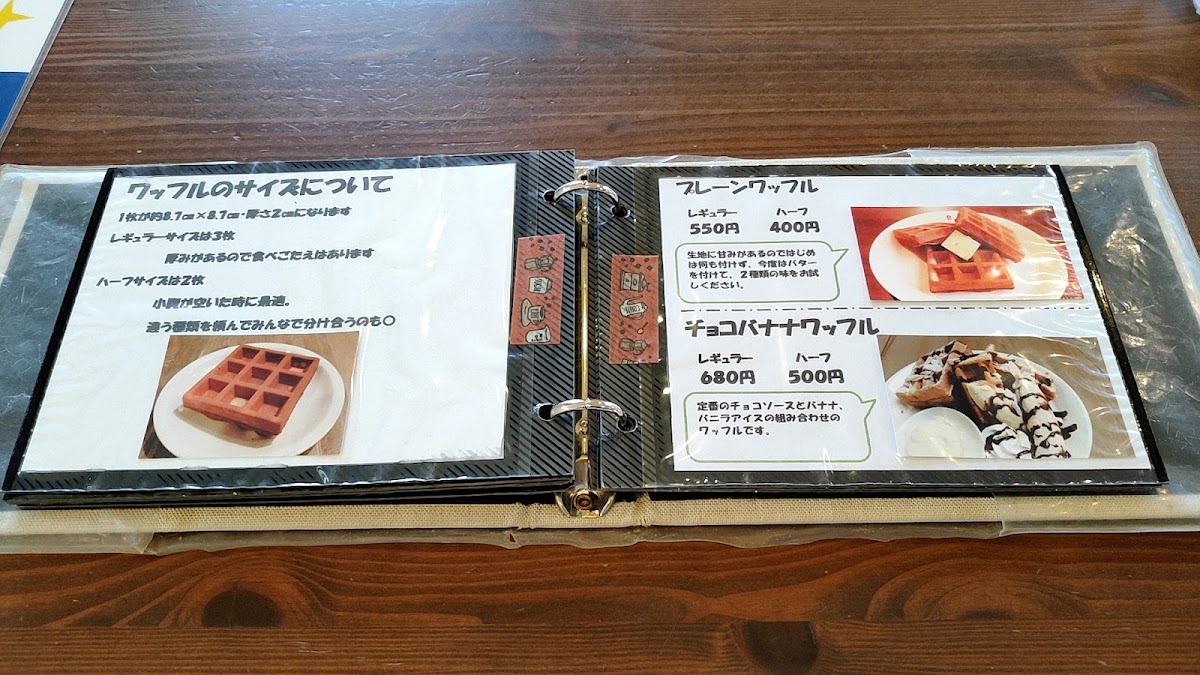 ワッフルのサイズについて
1枚が約8.7㎝×8.7㎝・厚さ2㎝になります
レギュラーサイズは3枚
厚みがあるので食べごたえはあります
ハーフサイズは2枚
小腹が空いた時に最適。
違う種類を頼んでみんなで分け合うのも〇
プレーンワッフル
レギュラー ハーフ
550円 400円
生地に甘みがあるのではじめ
は何も付けず、今度はバター
を付けて、2種類の味をお試
しください。
チョコバナナワッフル
レギュラー ハーフ
680円 500円
定番のチョコソースとバナナ、
バニラアイスの組み合わせの
ワッフルです。